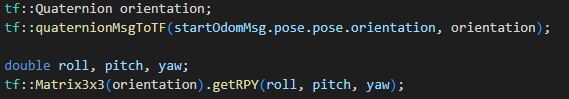 tf::Quaternion orientation;
tf::quaternionMsgToTF(startOdomMsg.pose.pose.orientation, orientation);
double roll, pitch, yaw;
tf::Matrix3x3(orientation).getRPY(roll, pitch, yaw);